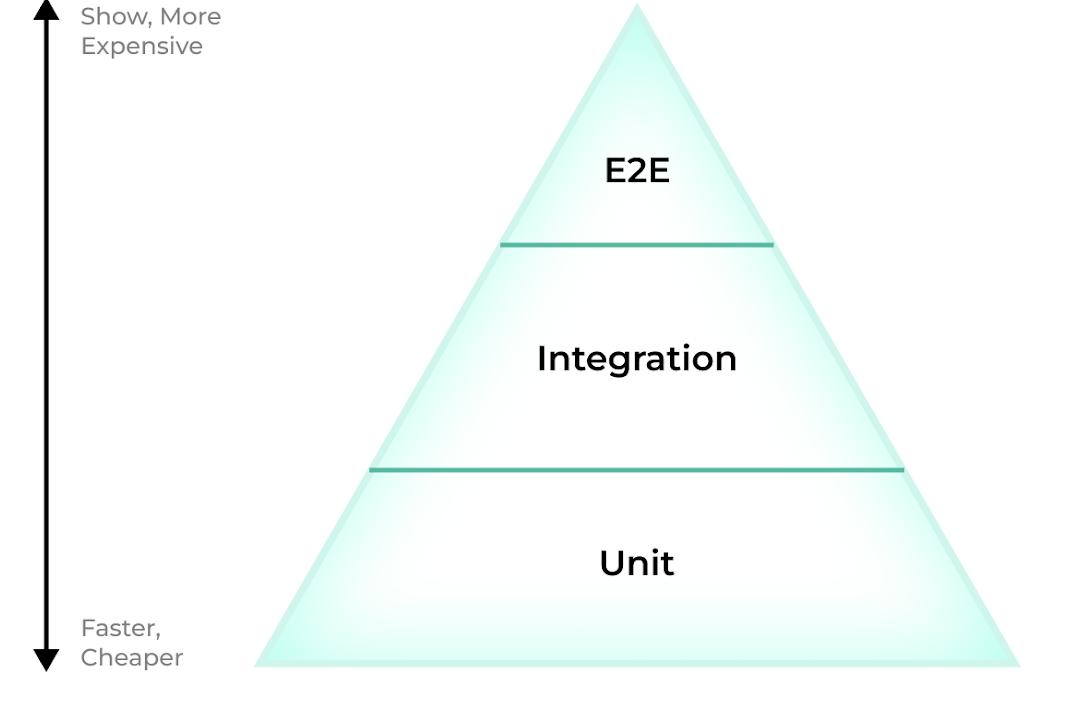 Show, More
Expensive
E2E
Integration
Unit
Faster,
Cheaper